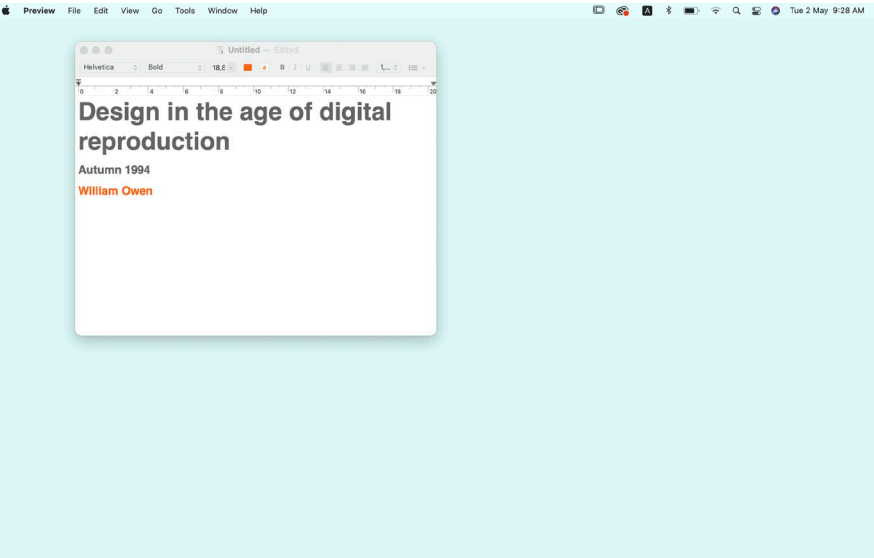 Preview File Edit View Go Tools Window Help
A
Tue 2 May 9:28 AM
Untitled — Edited
Helvetica
Bold
18,6
a
B I U
0 2 4 6 8 10 12 14 16 18 20
Design in the age of digital
reproduction
Autumn 1994
William Owen